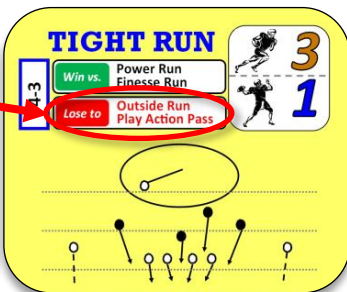 TIGHT RUN
3
1
4-3
Win vs.
Power Run
Finesse Run
Lose to
Outside Run
Play Action Pass